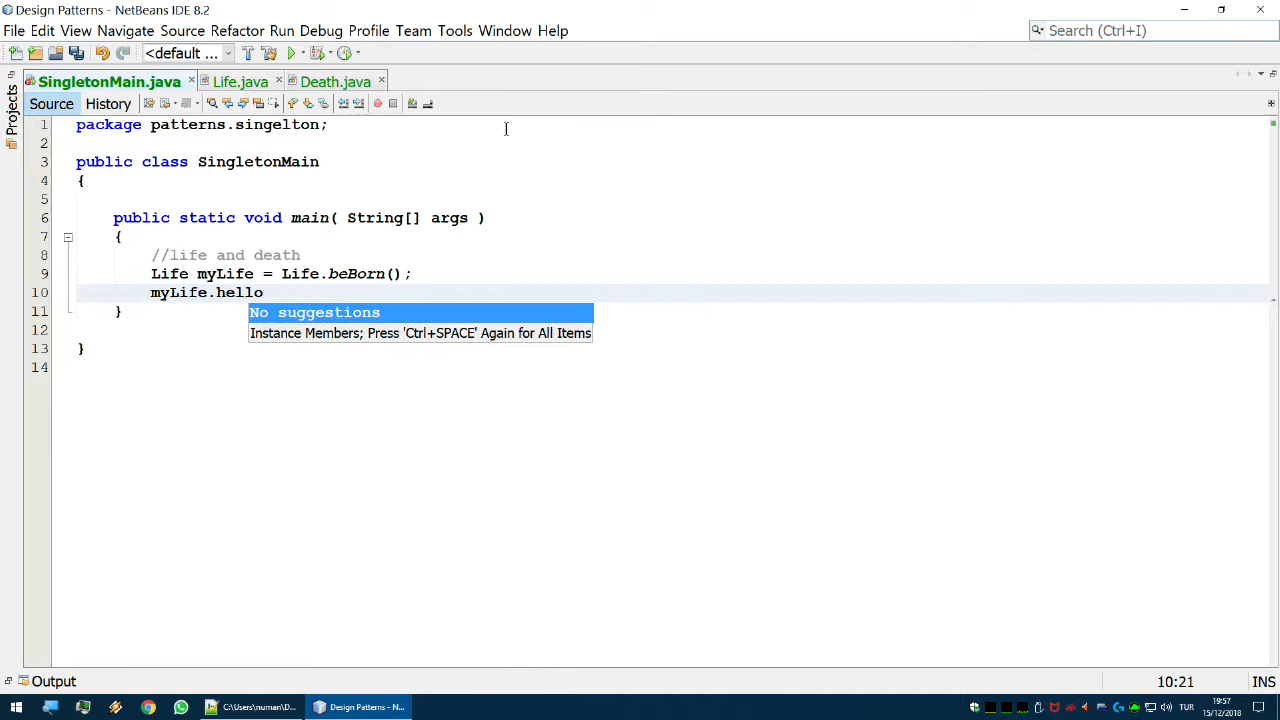 Design Patterns - NetBeans IDE 8.2
File Edit View Navigate Source Refactor Run Debug Profile Team Tools Window Help
Search (Ctrl+I)
<default ...
SingletonMain.java Life.java Death.java
Projects
Source History
1 package patterns.singelton;
2
3 public class SingletonMain
4 {
5
6 public static void main( String[] args )
7 {
8 //life and death
9 Life myLife = Life.beBorn();
10 myLife.hello
No suggestions
11 }
Instance Members; Press 'Ctrl+SPACE' Again for All Items
12
13 }
14
Output
10:21 INS
C:\Users\numan\D...
Design Patterns - N...
TUR
19:57
15/12/2018